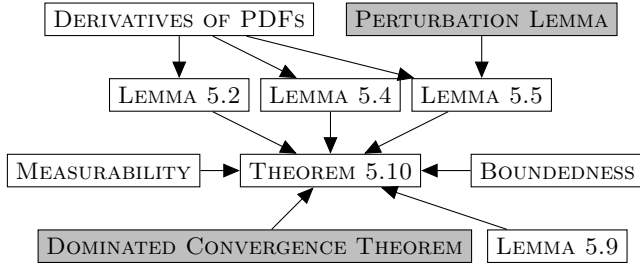 DERIVATIVES OF PDFS PERTURBATION LEMMA
LEMMA 5.2 LEMMA 5.4 LEMMA 5.5
MEASURABILITY THEOREM 5.10 BOUNDEDNESS
DOMINATED CONVERGENCE THEOREM LEMMA 5.9